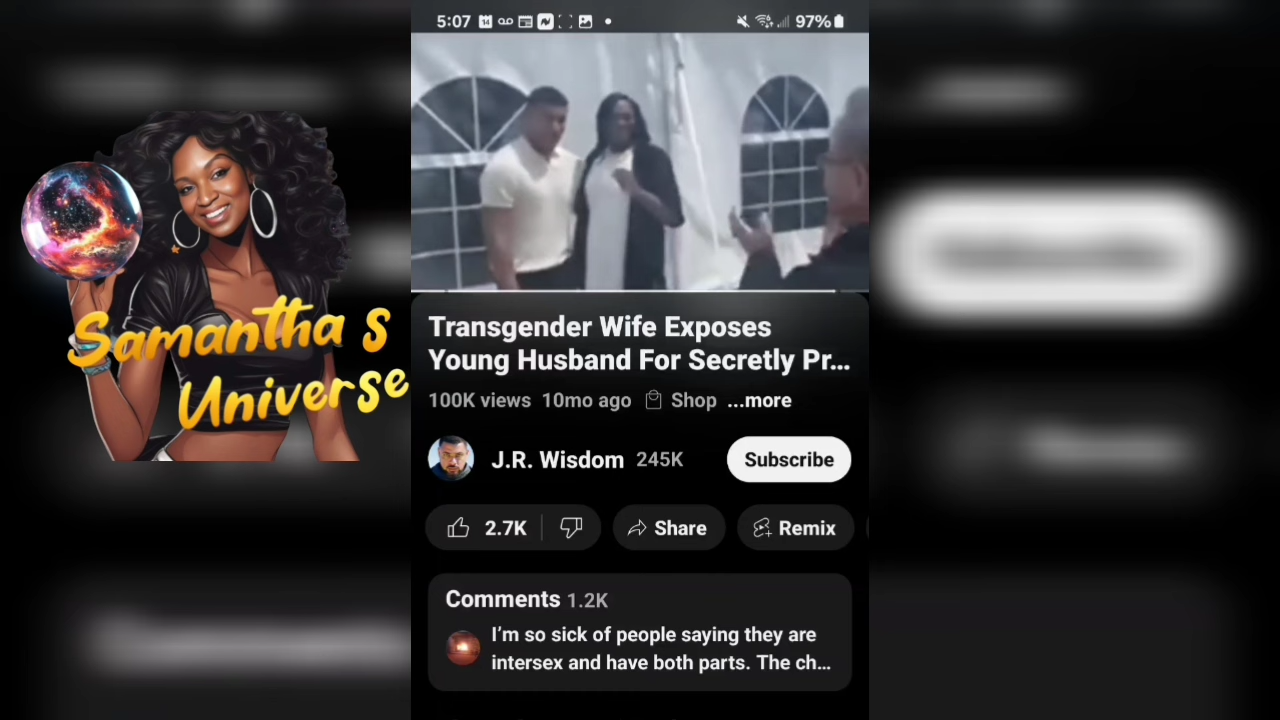 5:07
97%
Samantha s
Universe
Transgender Wife Exposes
Young Husband For Secretly Pr...
100K views 10mo ago Shop ...more
J.R. Wisdom 245K
Subscribe
2.7K
Share
Remix
Comments 1.2K
I'm so sick of people saying they are
intersex and have both parts. The ch...